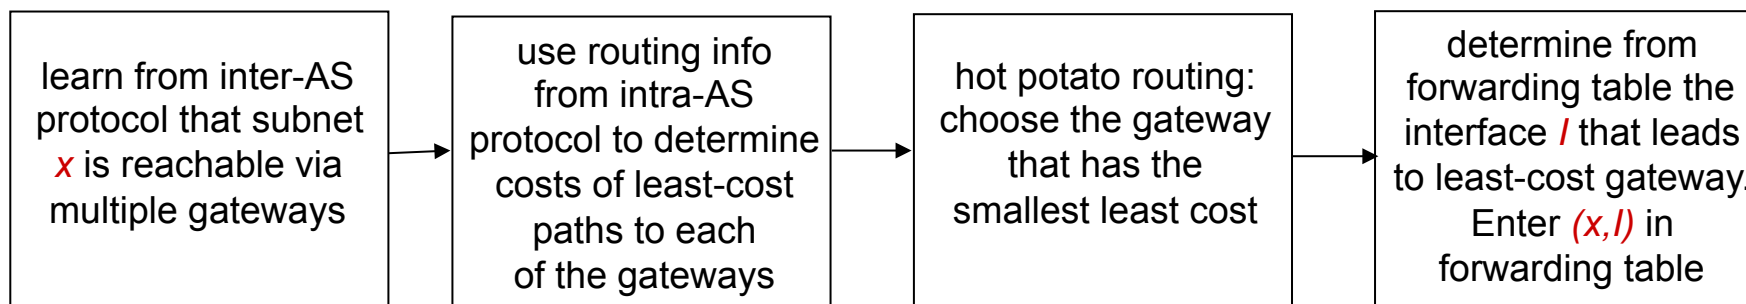 learn from inter-AS
protocol that subnet
x is reachable via
multiple gateways
use routing info
from intra-AS
protocol to determine
costs of least-cost
paths to each
of the gateways
hot potato routing:
choose the gateway
that has the
smallest least cost
determine from
forwarding table the
interface I that leads
to least-cost gateway.
Enter (x,I) in
forwarding table